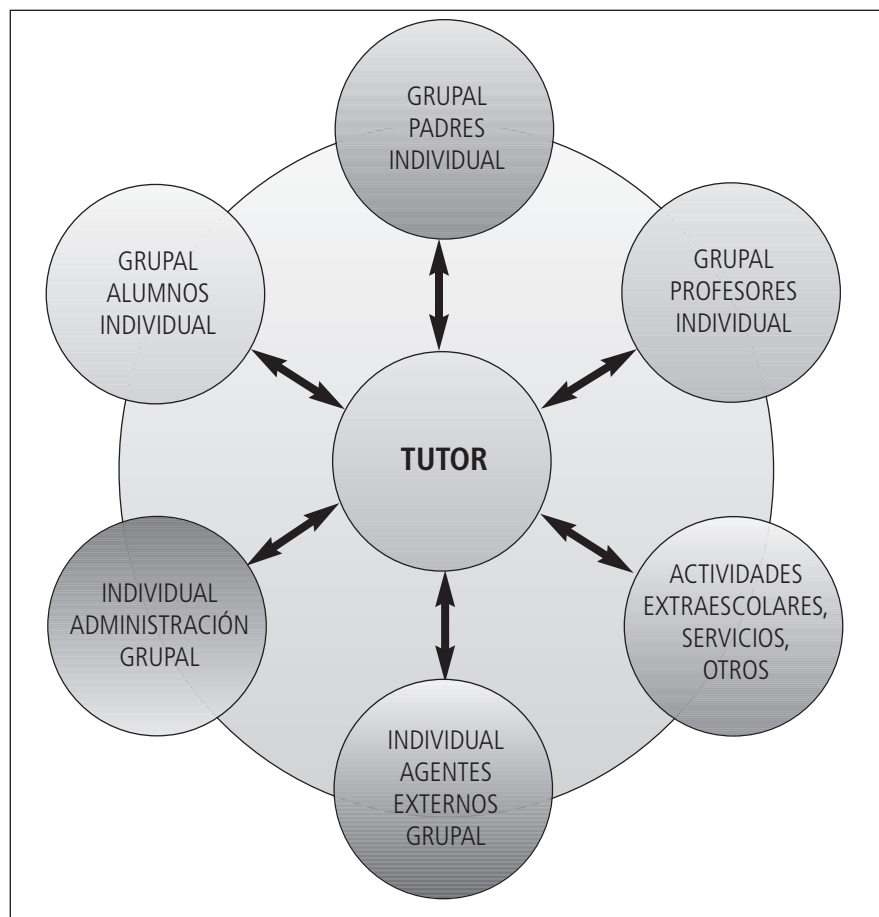 GRUPAL
PADRES
INDIVIDUAL
GRUPAL
ALUMNOS
INDIVIDUAL
GRUPAL
PROFESORES
INDIVIDUAL
TUTOR
INDIVIDUAL
ADMINISTRACIÓN
GRUPAL
ACTIVIDADES
EXTRAESCOLARES,
SERVICIOS,
OTROS
INDIVIDUAL
AGENTES
EXTERNOS
GRUPAL